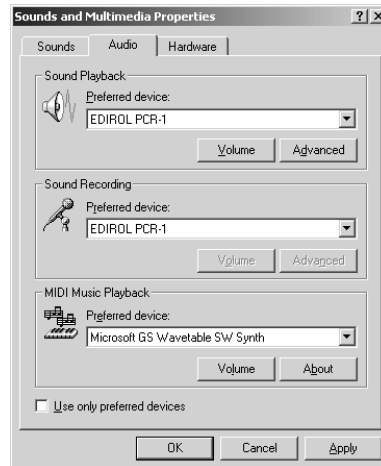 Sounds and Multimedia Properties
Sounds Audio Hardware
Sound Playback
Preferred device:
EDIROL PCR-1
Volume Advanced
Sound Recording
Preferred device:
EDIROL PCR-1
Volume Advanced
MIDI Music Playback
Preferred device:
Microsoft GS Wavetable SW Synth
Volume About
Use only preferred devices
OK Cancel Apply